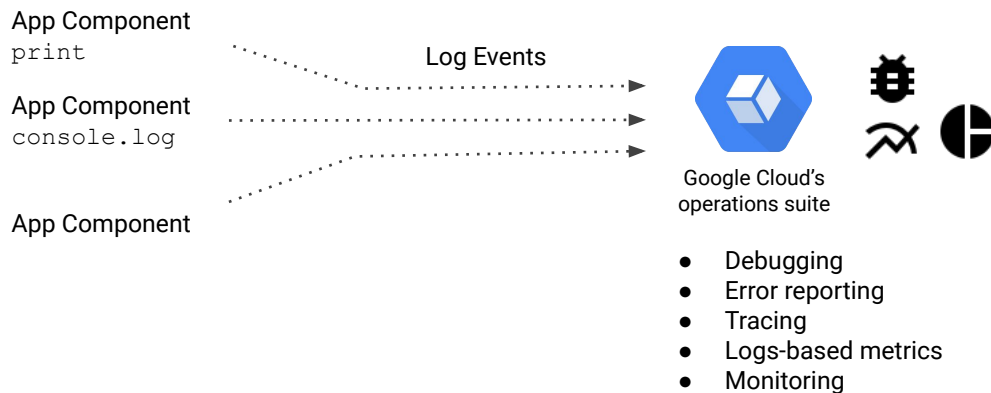 App Component
print
Log Events
App Component
console.log
App Component
Google Cloud's
operations suite
● Debugging
● Error reporting
● Tracing
● Logs-based metrics
● Monitoring